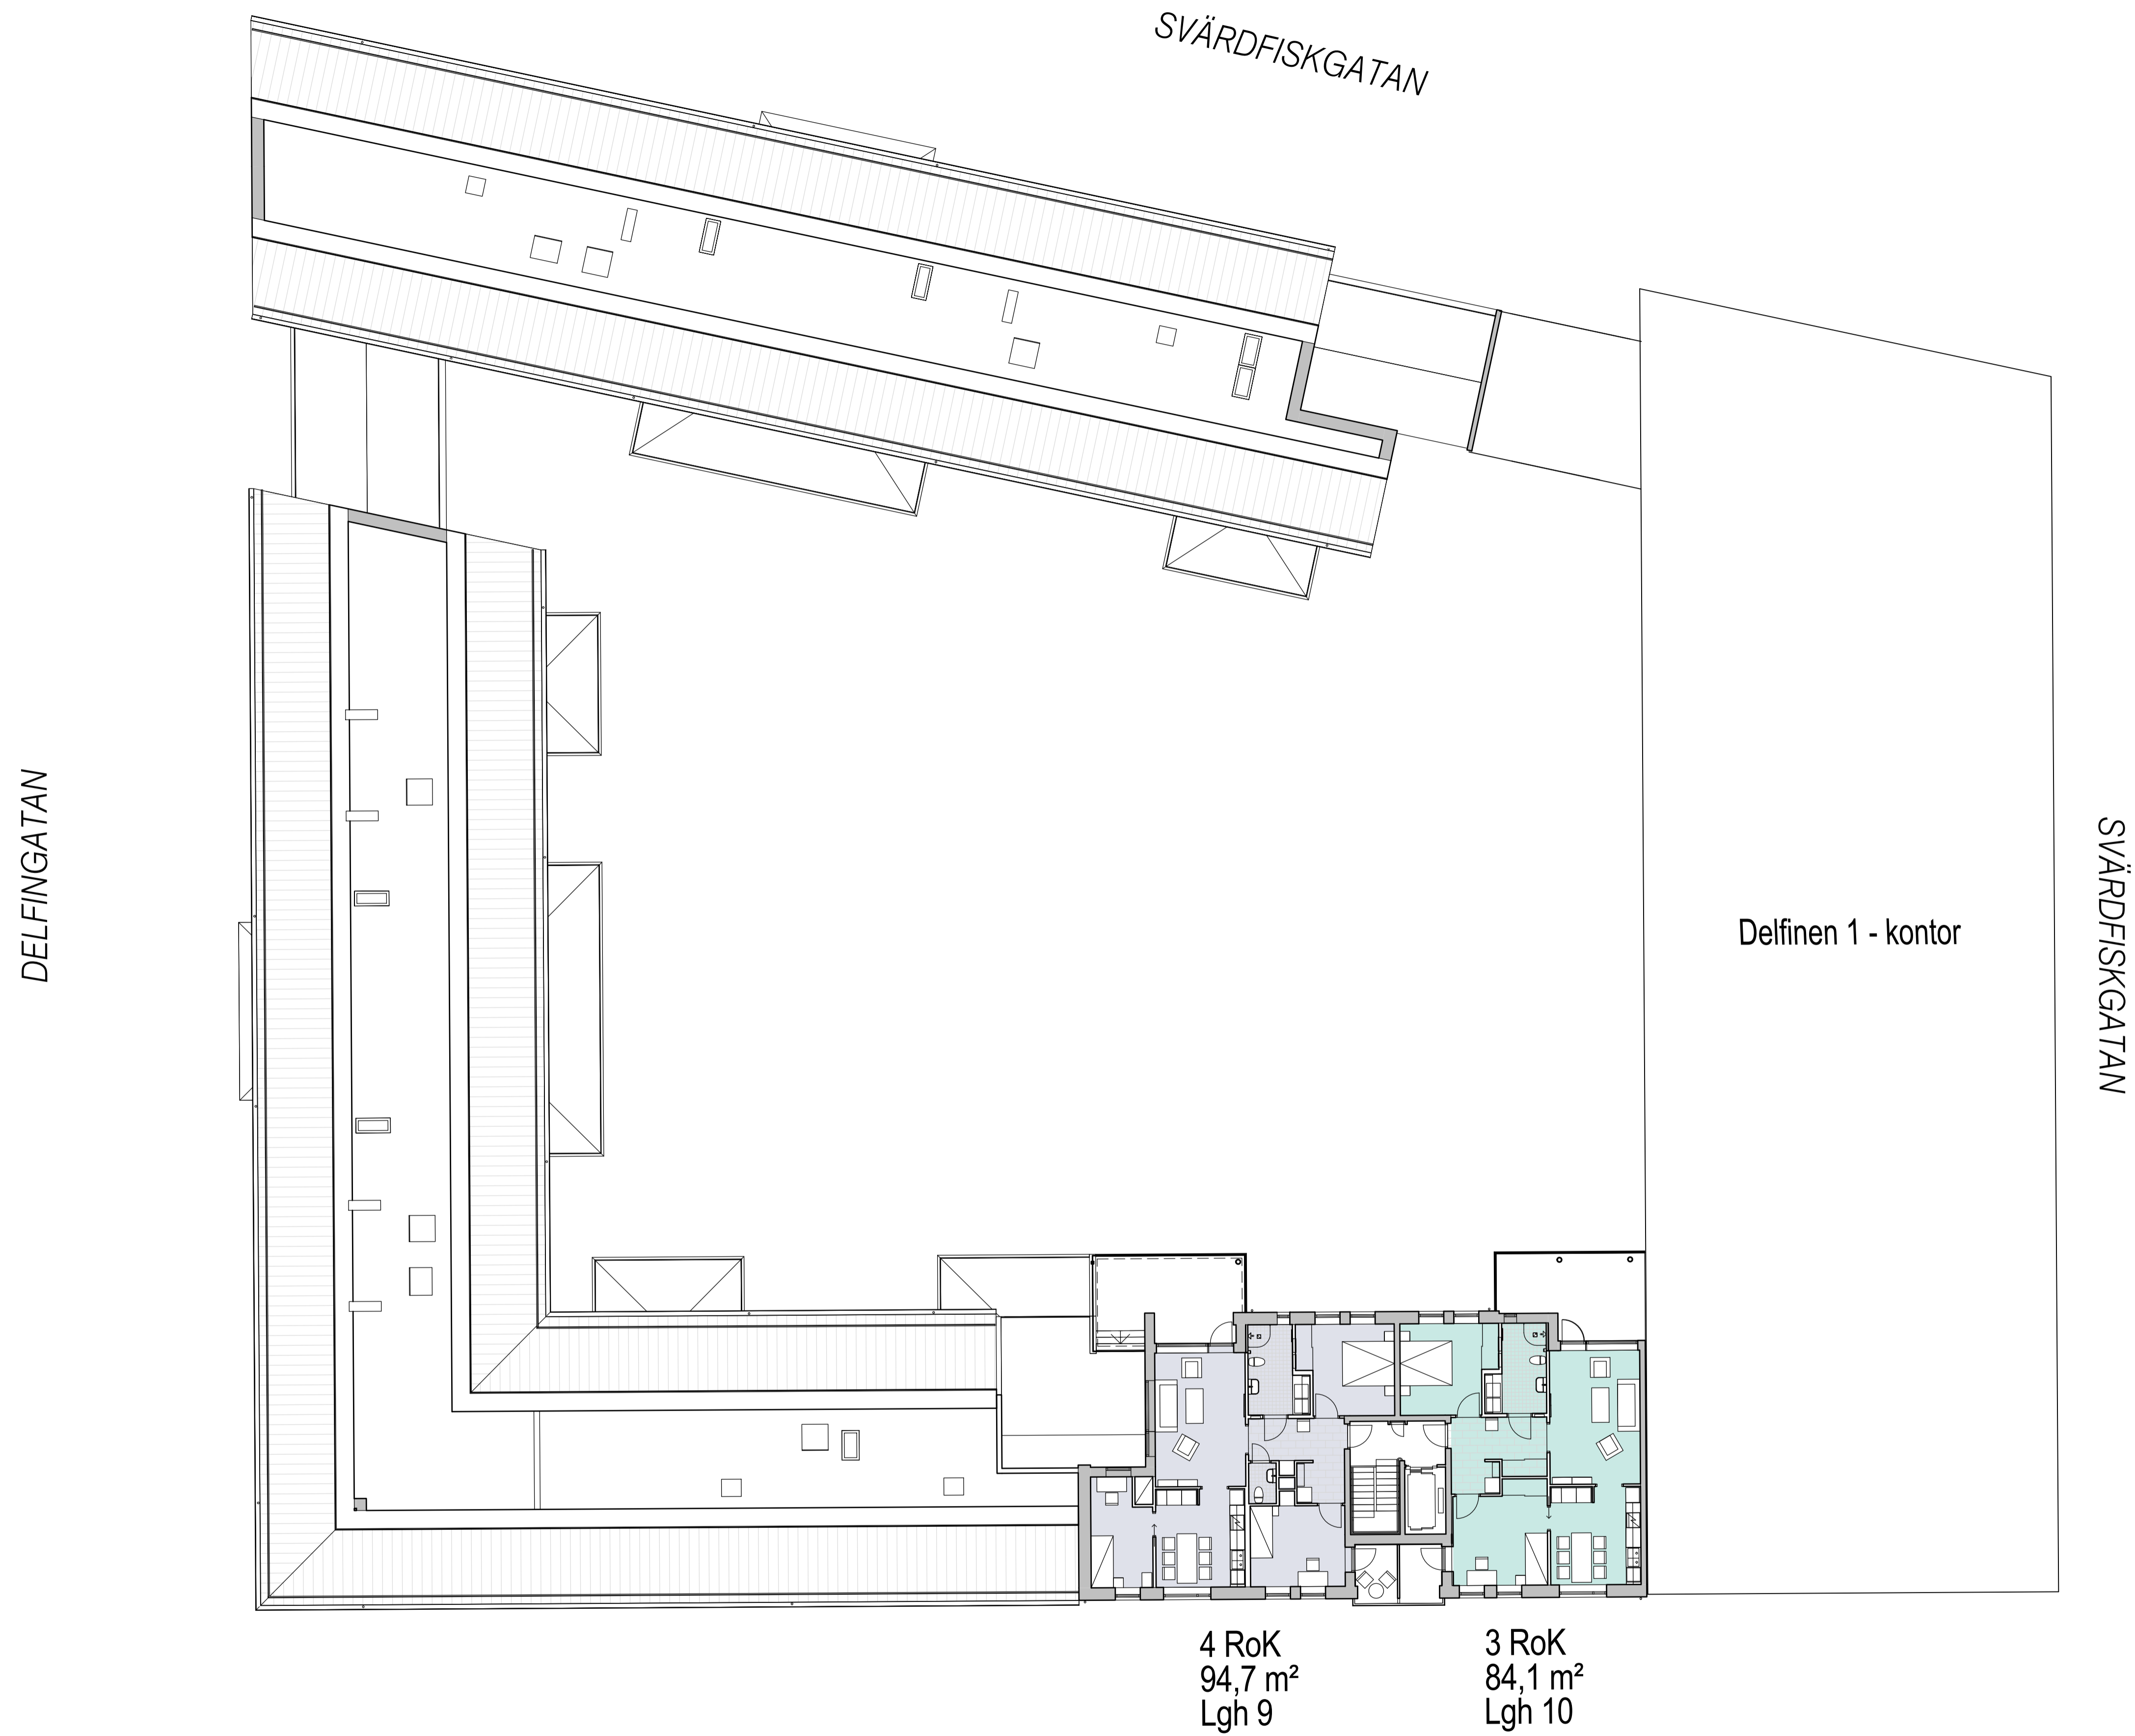 SVÄRDFISKGATAN
DELFINGATAN
Delfinen 1 - kontor
SVÄRDFISKGATAN
4 RoK
94,7 m²
Lgh 9
3 RoK
84,1 m²
Lgh 10